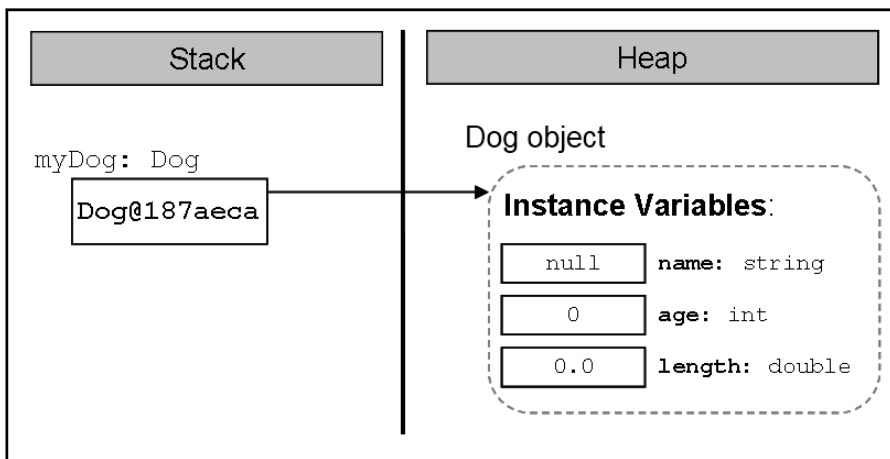 Stack
Heap
myDog: Dog
Dog@187aeca
Dog object
Instance Variables:
null name: string
0 age: int
0.0 length: double